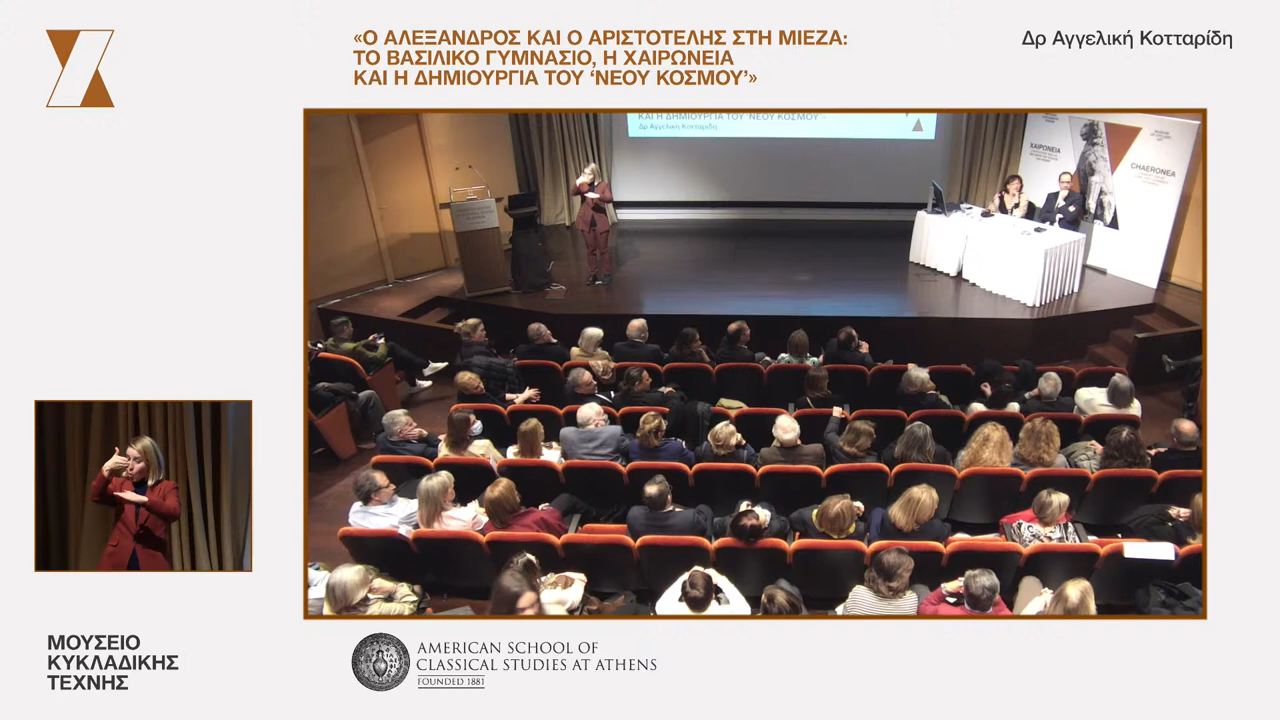 «Ο ΑΛΕΞΑΝΔΡΟΣ ΚΑΙ Ο ΑΡΙΣΤΟΤΕΛΗΣ ΣΤΗ ΜΙΕΖΑ:
ΤΟ ΒΑΣΙΛΙΚΟ ΓΥΜΝΑΣΙΟ, Η ΧΑΙΡΩΝΕΙΑ
ΚΑΙ Η ΔΗΜΙΟΥΡΓΙΑ ΤΟΥ ‘ΝΕΟΥ ΚΟΣΜΟΥ’»
Δρ Αγγελική Κοτταρίδη
ΚΑΙ Η ΔΗΜΙΟΥΡΓΙΑ ΤΟΥ ‘ΝΕΟΥ ΚΟΣΜΟΥ’»
Δρ Αγγελική Κοτταρίδη
ΧΑΙΡΩΝΕΙΑ
CHAERONEA
ΜΟΥΣΕΙΟ
ΚΥΚΛΑΔΙΚΗΣ
ΤΕΧΝΗΣ
AMERICAN SCHOOL OF
CLASSICAL STUDIES AT ATHENS
FOUNDED 1881